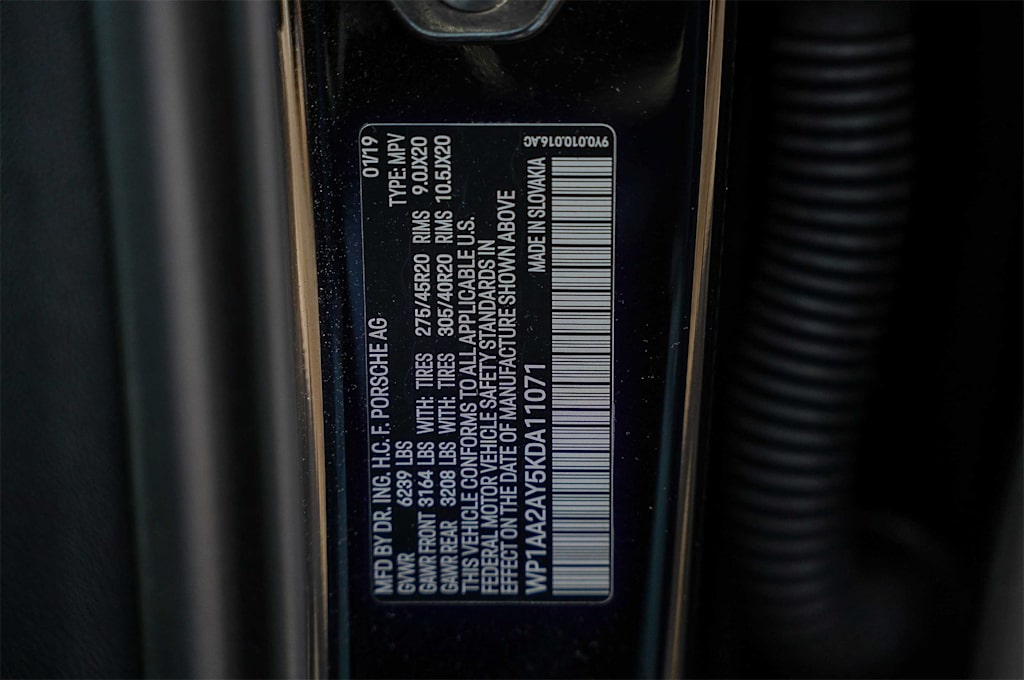 MFD BY DR. ING. H.C. F. PORSCHE AG 01/19
GVWR 6239 LBS TYPE: MPV
GAWR FRONT 3164 LBS WITH: TIRES 275/45R20 RIMS 9.0JX20
GAWR REAR 3208 LBS WITH: TIRES 305/40R20 RIMS 10.5JX20
THIS VEHICLE CONFORMS TO ALL APPLICABLE U.S.
FEDERAL MOTOR VEHICLE SAFETY STANDARDS IN
EFFECT ON THE DATE OF MANUFACTURE SHOWN ABOVE
WP1AA2AY5KDA11071 MADE IN SLOVAKIA
9Y0.010.016.AG